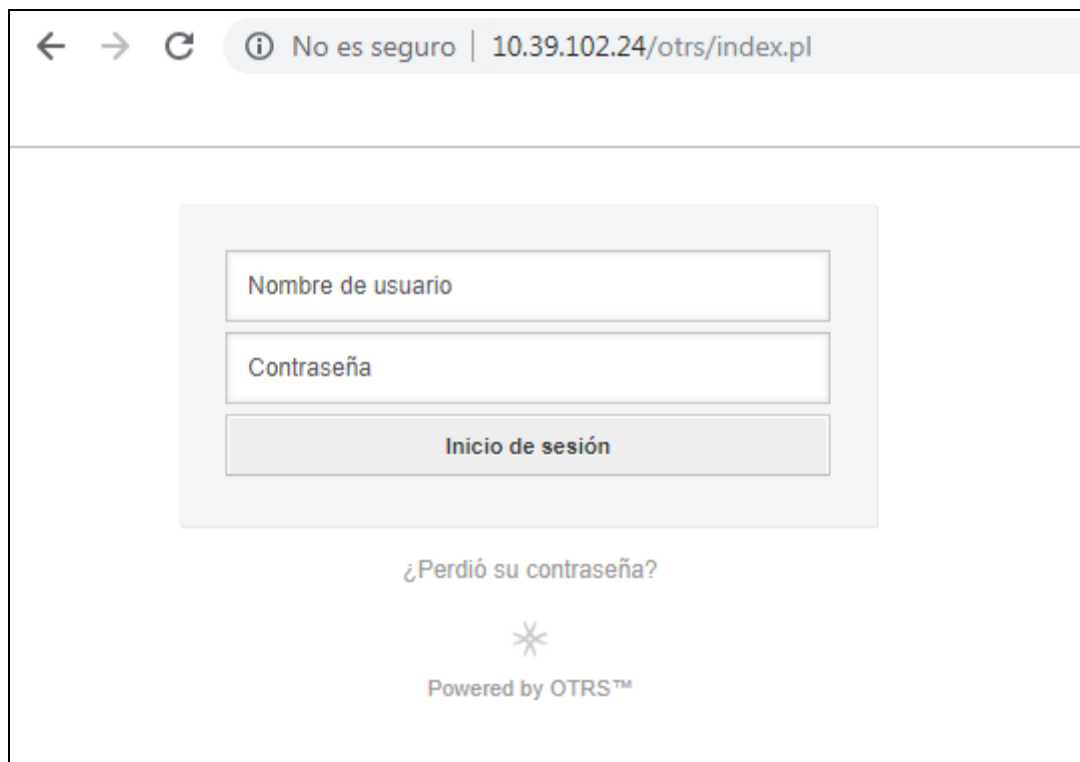 No es seguro | 10.39.102.24/otrs/index.pl
Nombre de usuario
Contraseña
Inicio de sesión
¿Perdió su contraseña?
Powered by OTRS™